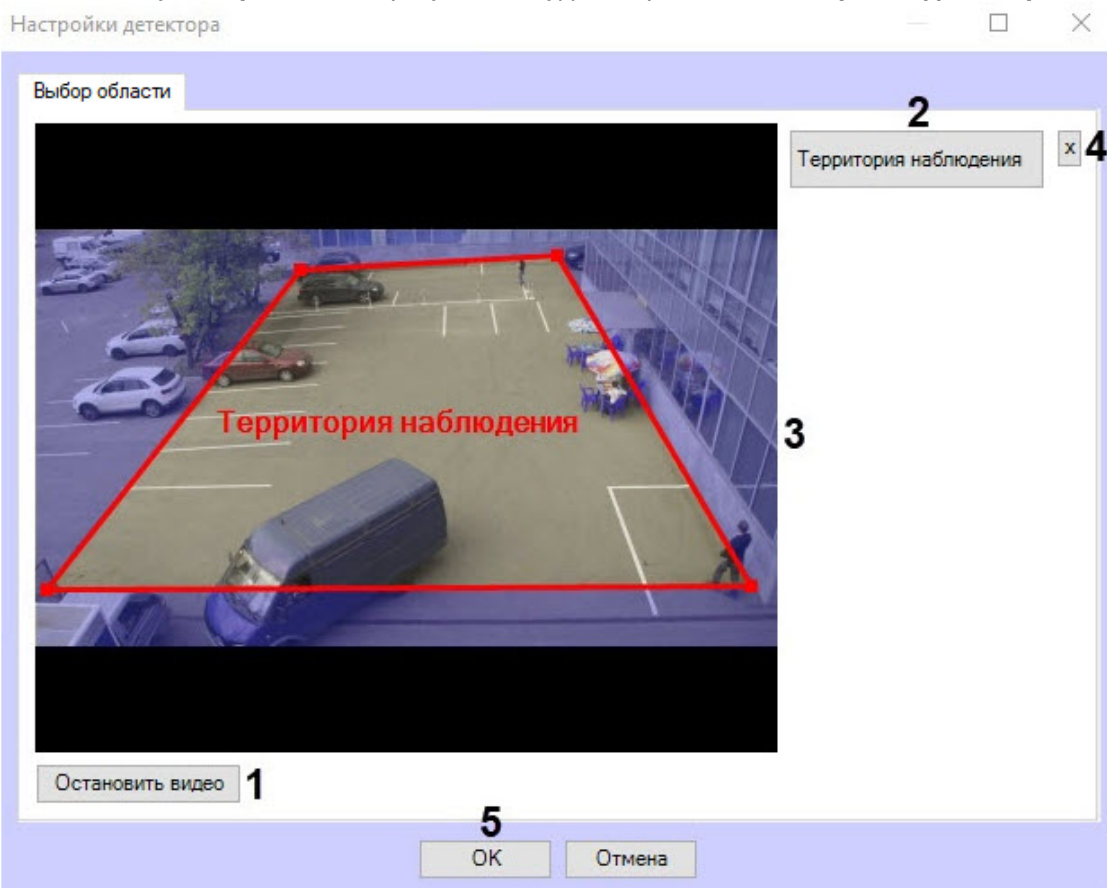 Настройки детектора
Выбор области
2
Территория наблюдения
x
4
Территория наблюдения
3
Остановить видео
1
5
OK
Отмена